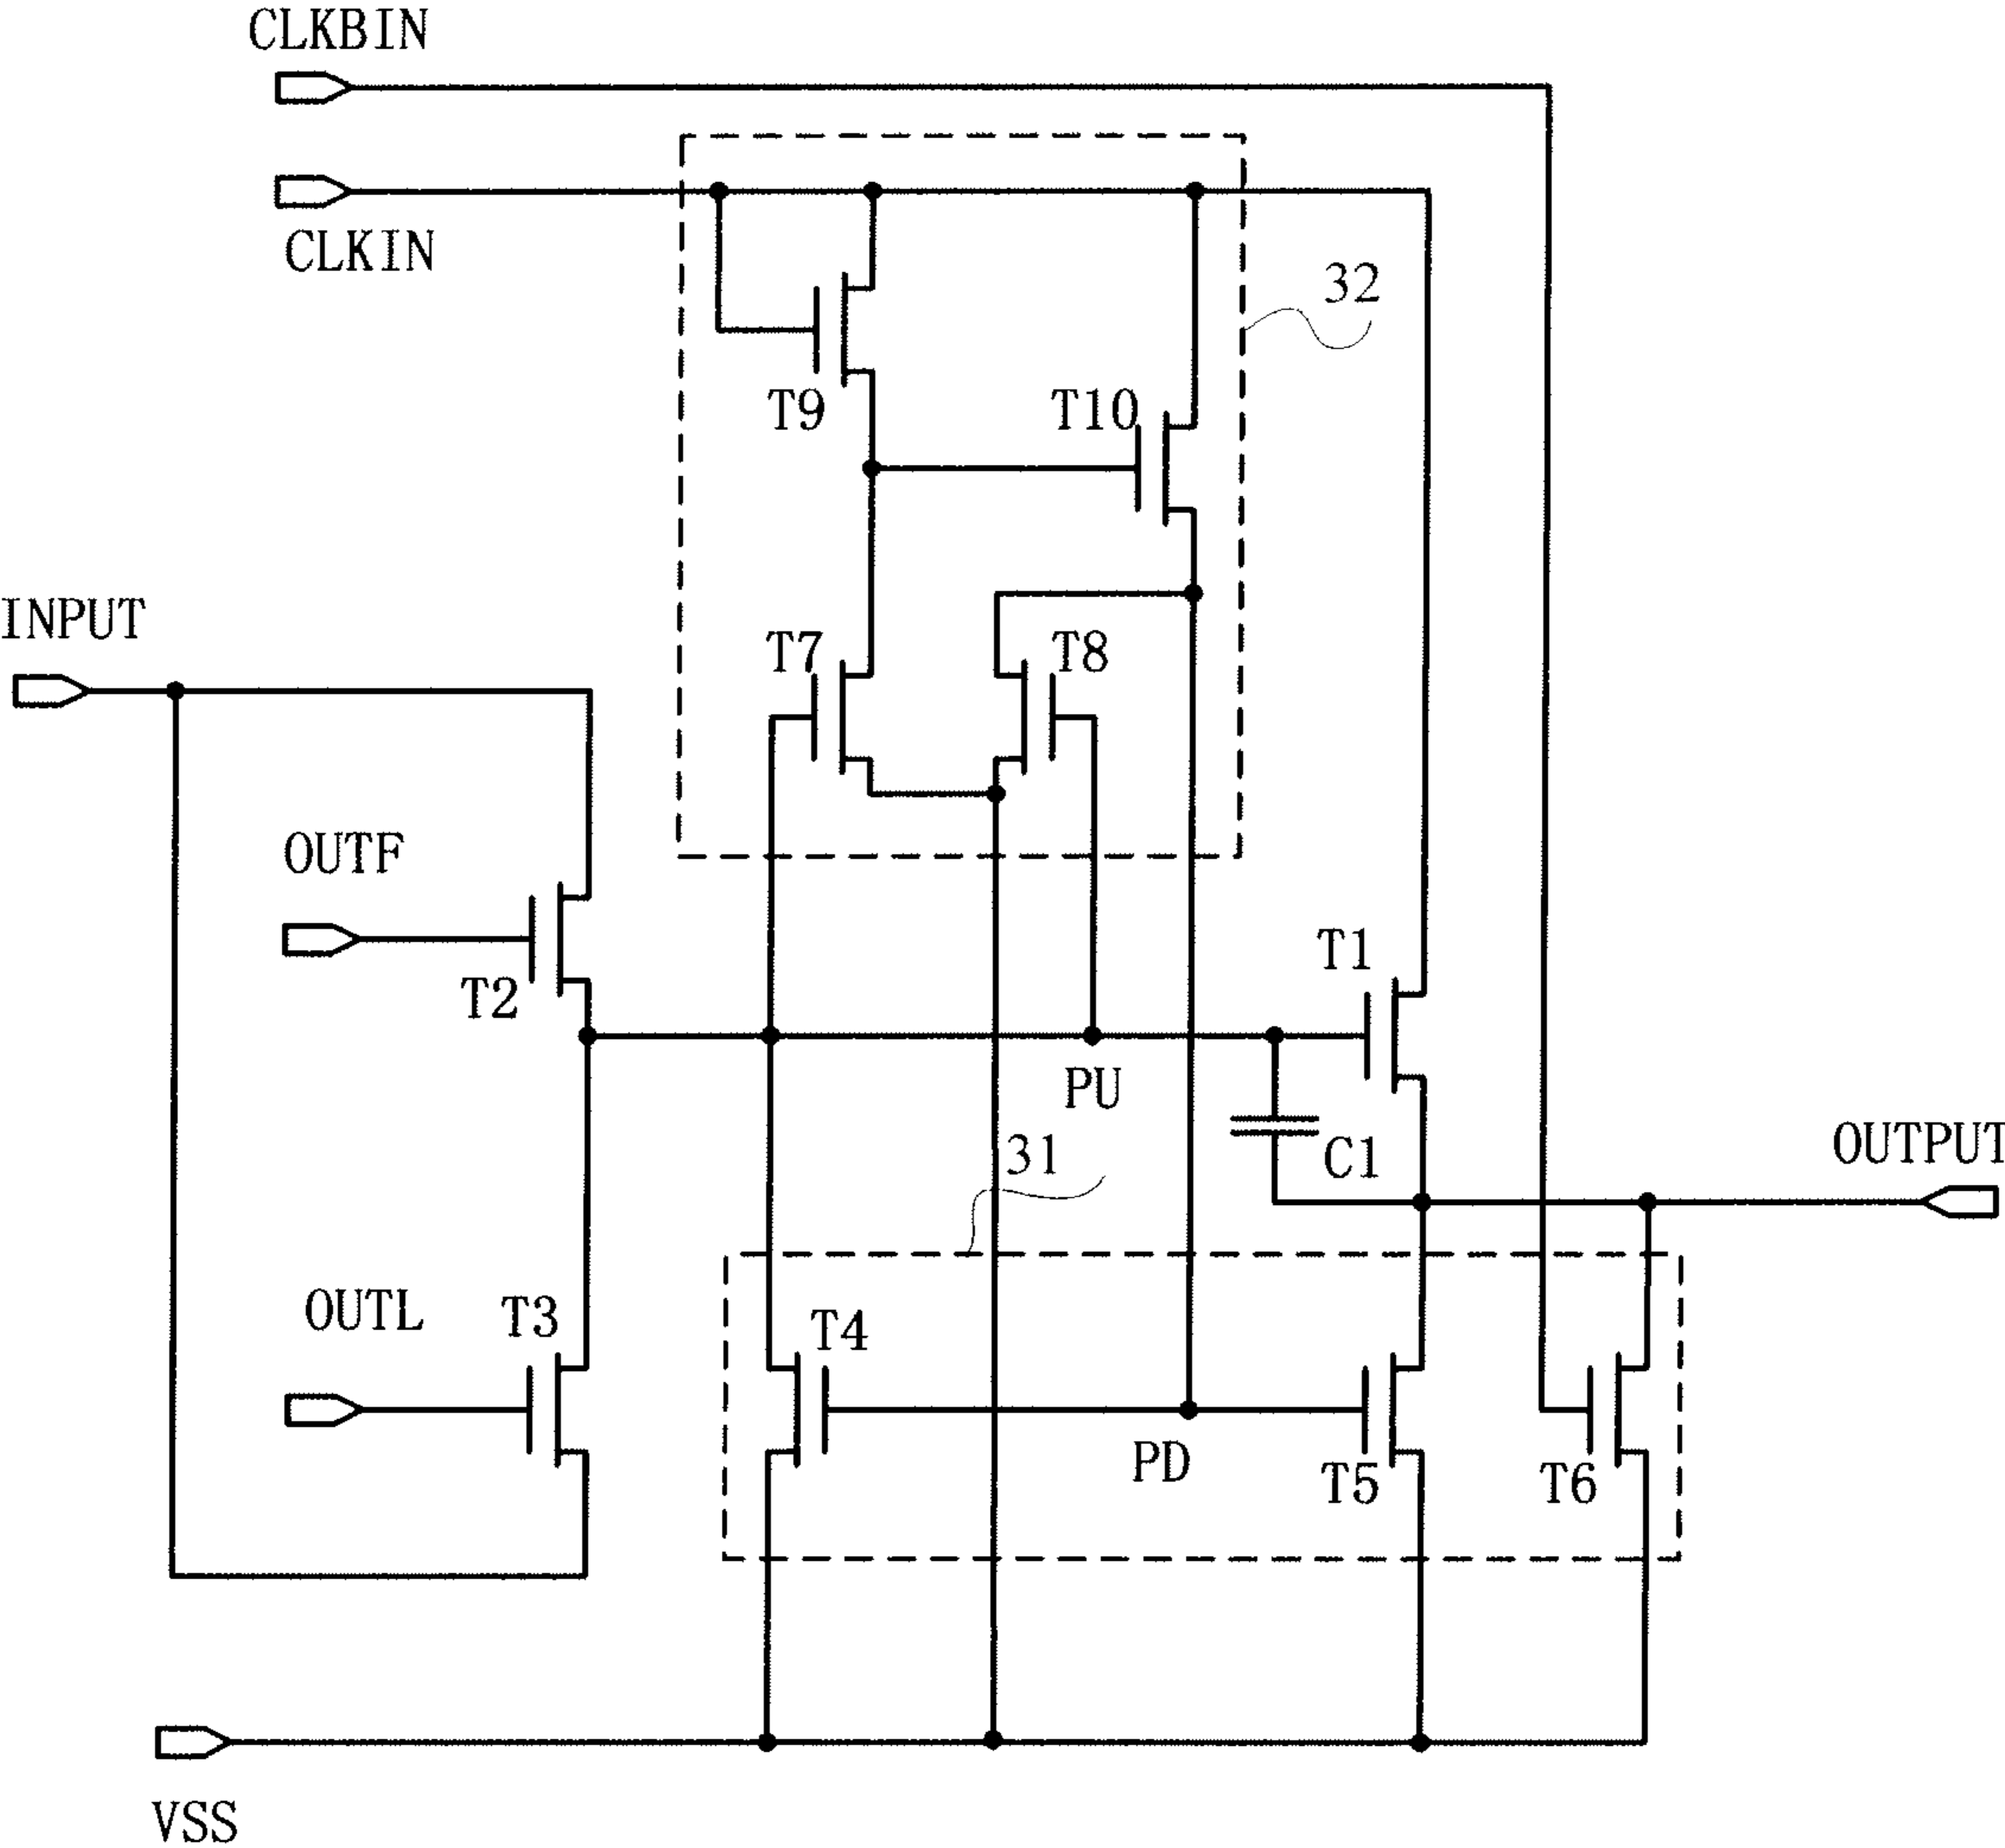 CLKBIN
CLKIN
32
T9
T10
INPUT
T7
T8
OUTF
T2
T1
PU
31
C1
OUTPUT
OUTL
T3
T4
PD
T5
T6
VSS